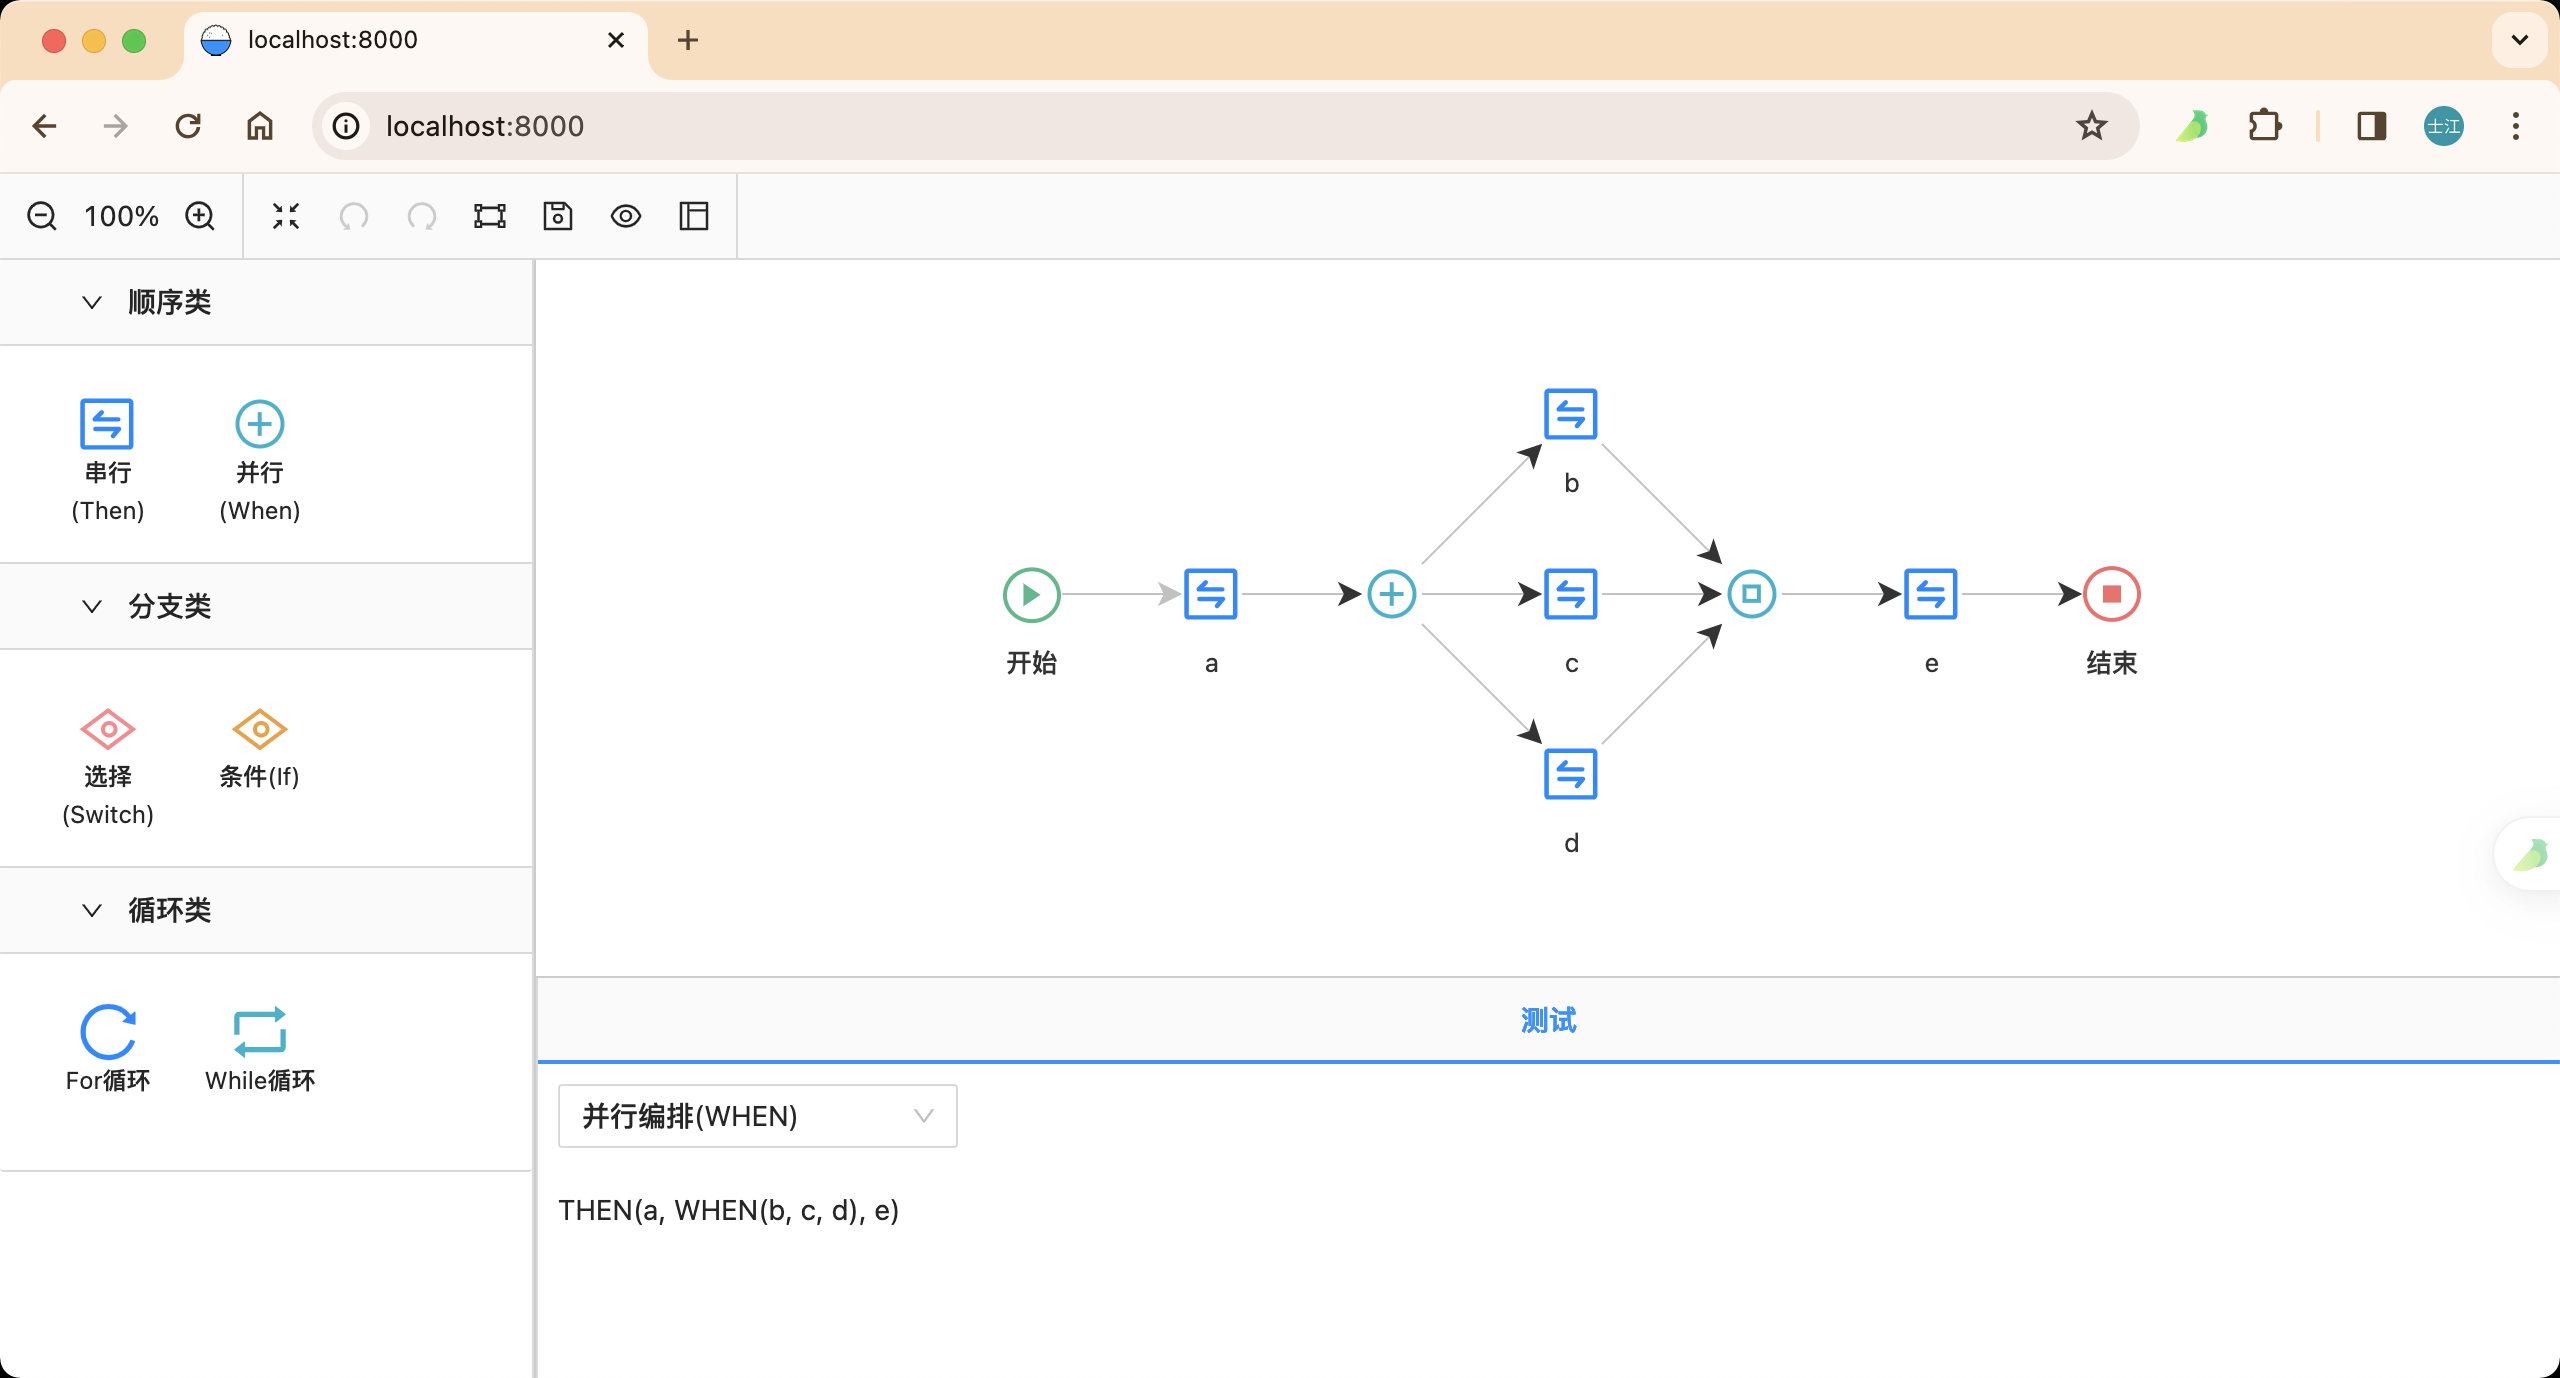 localhost:8000
localhost:8000
士江
100%
顺序类
串行
(Then)
并行
(When)
分支类
选择
(Switch)
条件(If)
循环类
For循环
While循环
b
开始
a
c
e
结束
d
测试
并行编排(WHEN)
THEN(a, WHEN(b, c, d), e)